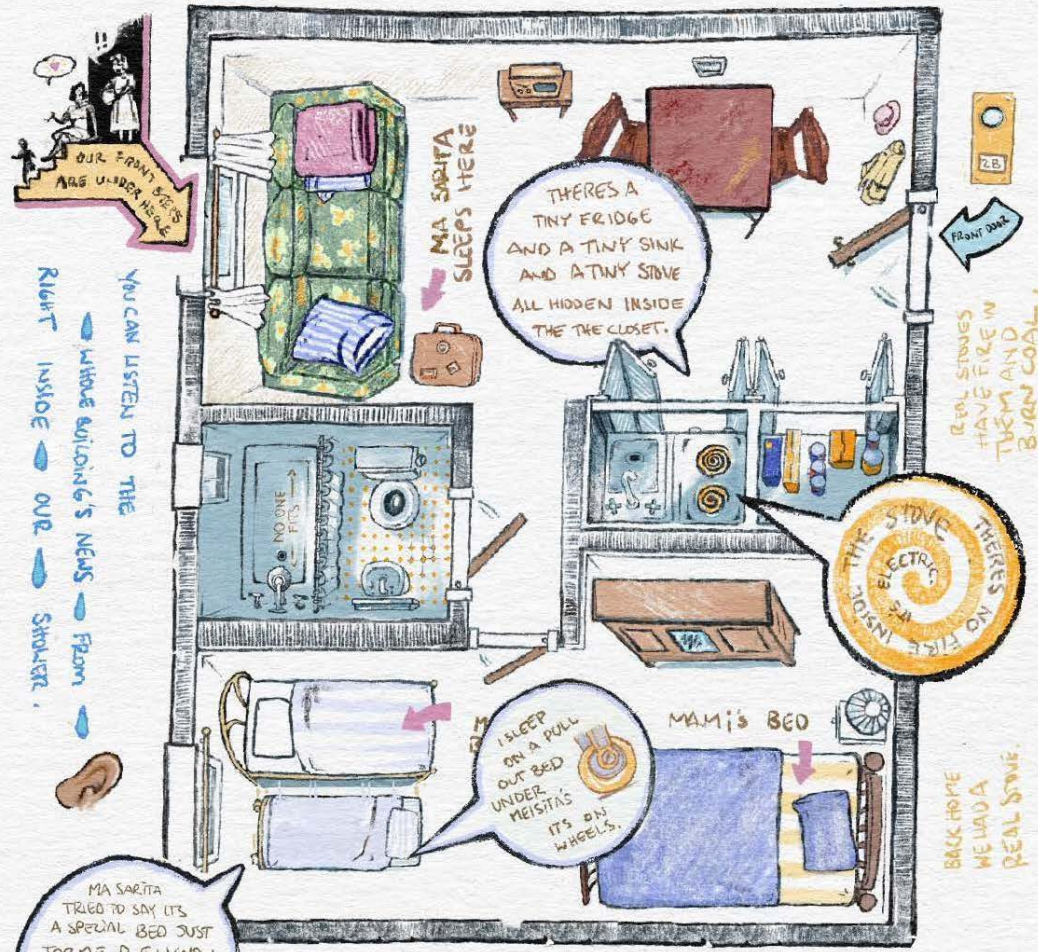 !!
OUR FRONT STEPS
ARE UNDER HERE
MA SARITA
SLEEPS HERE
THERES A
TINY FRIDGE
AND A TINY SINK
AND A TINY STOVE
ALL HIDDEN INSIDE
THE THE CLOSET.
2B
FRONT DOOR
YOU CAN LISTEN TO THE
WHOLE BUILDING'S NEWS FROM
RIGHT INSIDE OUR SHOWER.
NO ONE
FITS
REAL STOVES
HAVE FIRE IN
THEM AND
BURN COAL
THERES NO FIRE
INSIDE THE STOVE
IT'S ELECTRIC.
BACK HOME
WE HAD A
REAL STOVE.
I SLEEP
ON A PULL
OUT BED
UNDER
MEISITA'S
IT'S ON
WHEELS.
MAMI'S BED
MA SARITA
TRIED TO SAY ITS
A SPECIAL BED JUST